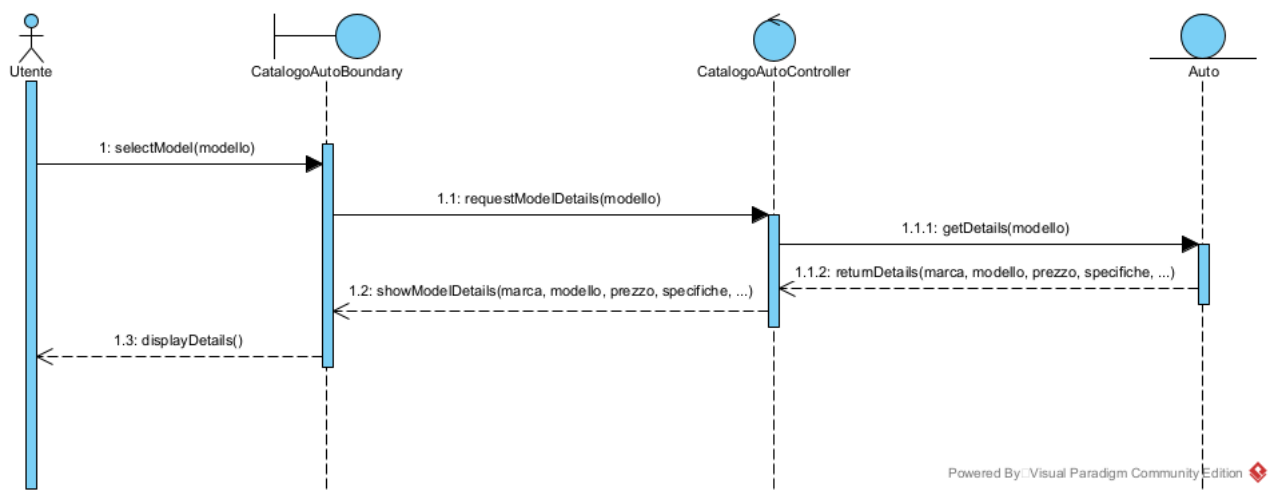 Utente
CatalogoAutoBoundary
CatalogoAutoController
Auto
1: selectModel(modello)
1.1: requestModelDetails(modello)
1.1.1: getDetails(modello)
1.1.2: returnDetails(marca, modello, prezzo, specifiche, ...)
1.2: showModelDetails(marca, modello, prezzo, specifiche, ...)
1.3: displayDetails()
Powered By Visual Paradigm Community Edition